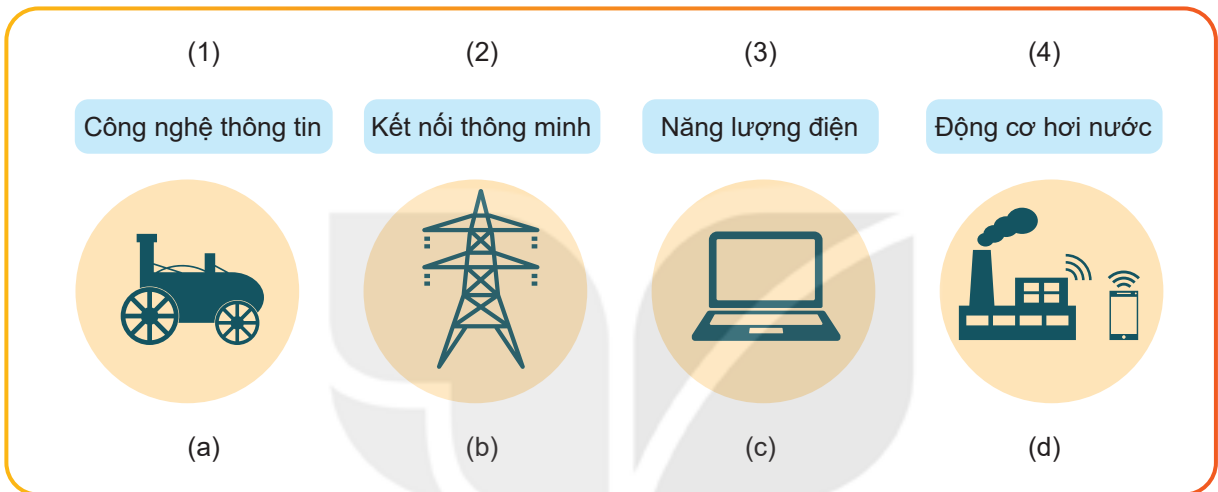 (1) (2) (3) (4)
Công nghệ thông tin Kết nối thông minh Năng lượng điện Động cơ hơi nước
(a) (b) (c) (d)